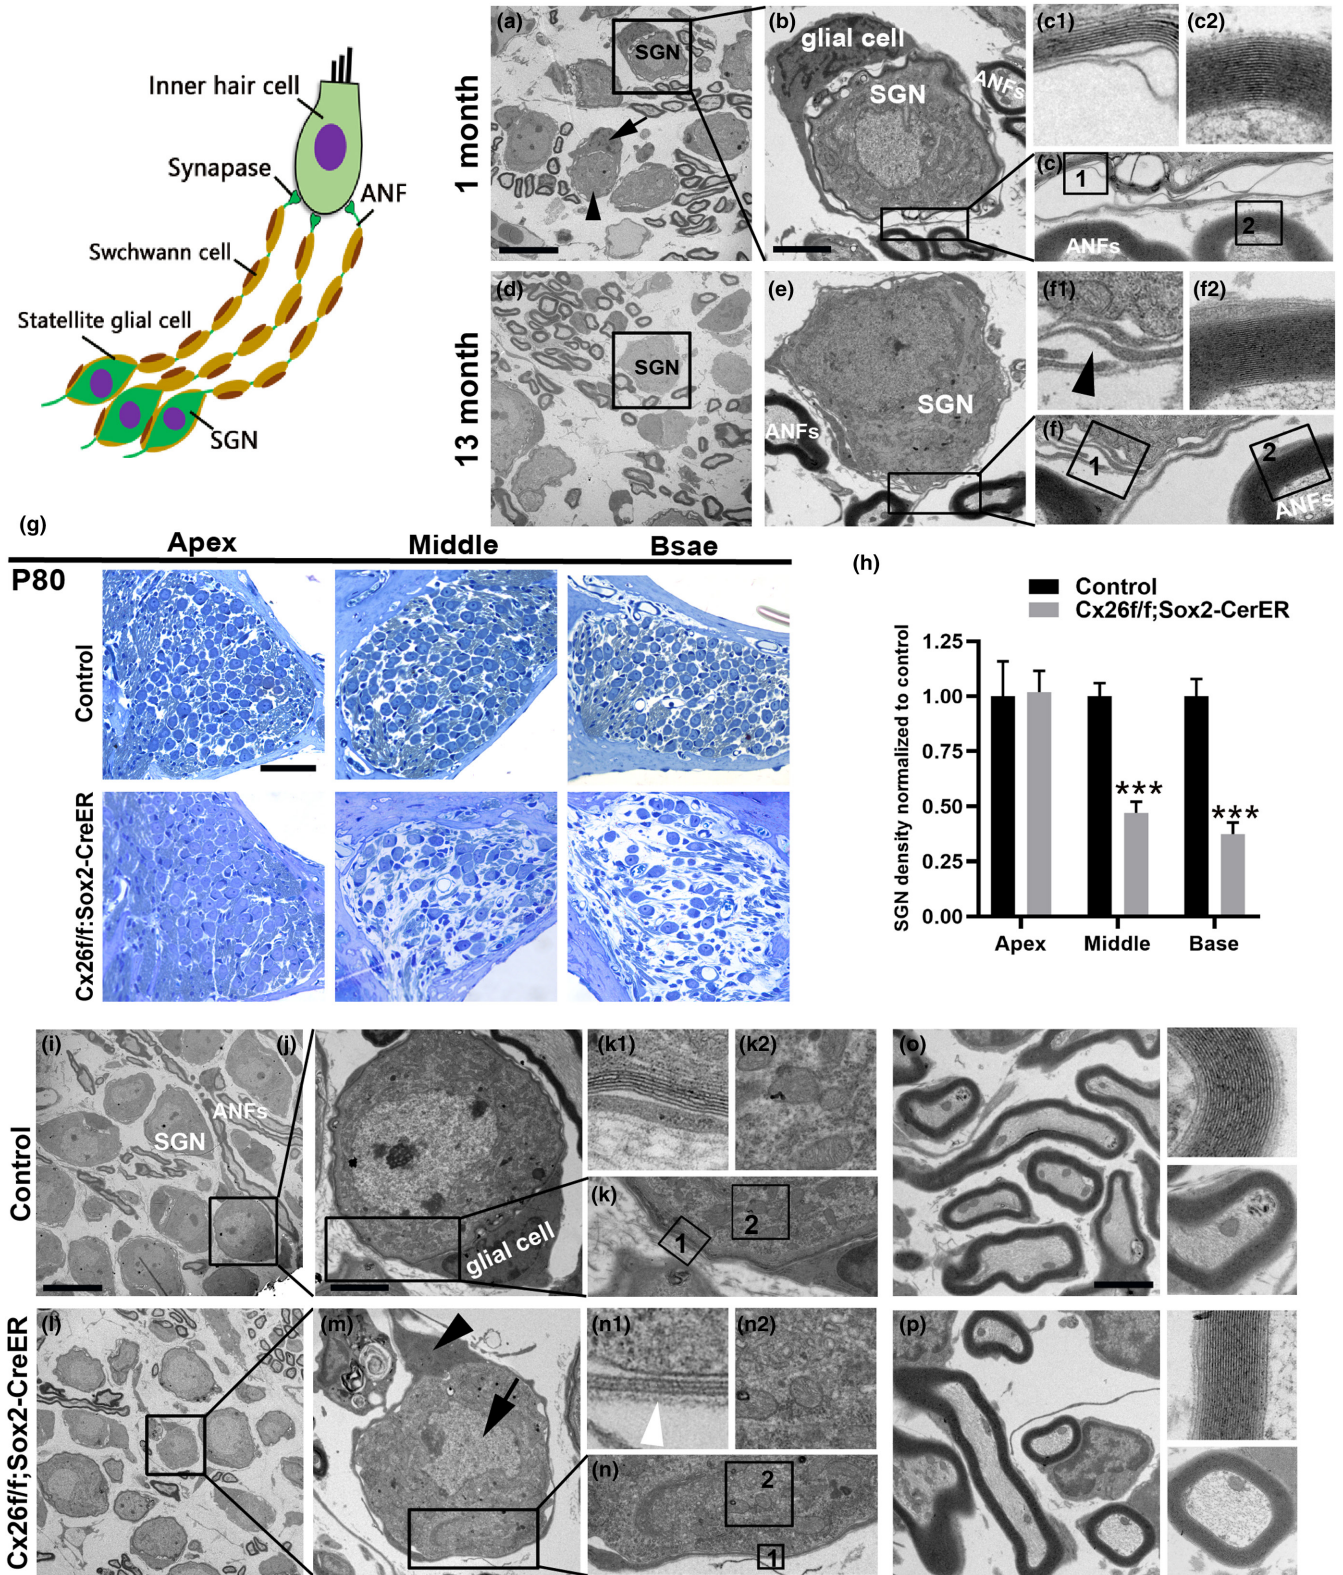 Inner hair cell
Synapase
ANF
Swchwann cell
Statellite glial cell
SGN
1 month
(a)
SGN
(b)
glial cell
SGN
ANFs
(c1)
(c2)
(c)
1
2
ANFs
13 month
(d)
SGN
(e)
SGN
ANFs
(f1)
(f2)
(f)
1
2
ANFs
(g)
Apex
Middle
Bsae
P80
Control
Cx26f/f:Sox2-CreER
(h)
Control
Cx26f/f;Sox2-CerER
SGN density normalized to control
1.25
1.00
0.75
0.50
0.25
0.00
***
***
Apex
Middle
Base
Control
(i)
SGN
ANFs
(j)
glial cell
(k1)
(k2)
(k)
1
2
(o)
Cx26f/f;Sox2-CreER
(l)
(m)
(n1)
(n2)
(n)
2
1
(p)